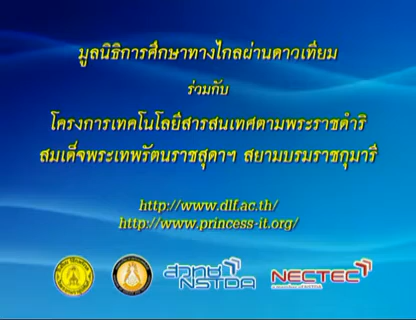 มูลนิธิการศึกษาทางไกลผ่านดาวเทียม
ร่วมกับ
โครงการเทคโนโลยีสารสนเทศตามพระราชดำริ
สมเด็จพระเทพรัตนราชสุดาฯ สยามบรมราชกุมารี
http://www.dlf.ac.th/
http://www.princess-it.org/
สวทช
NSTDA
NECTEC
a member of NSTDA